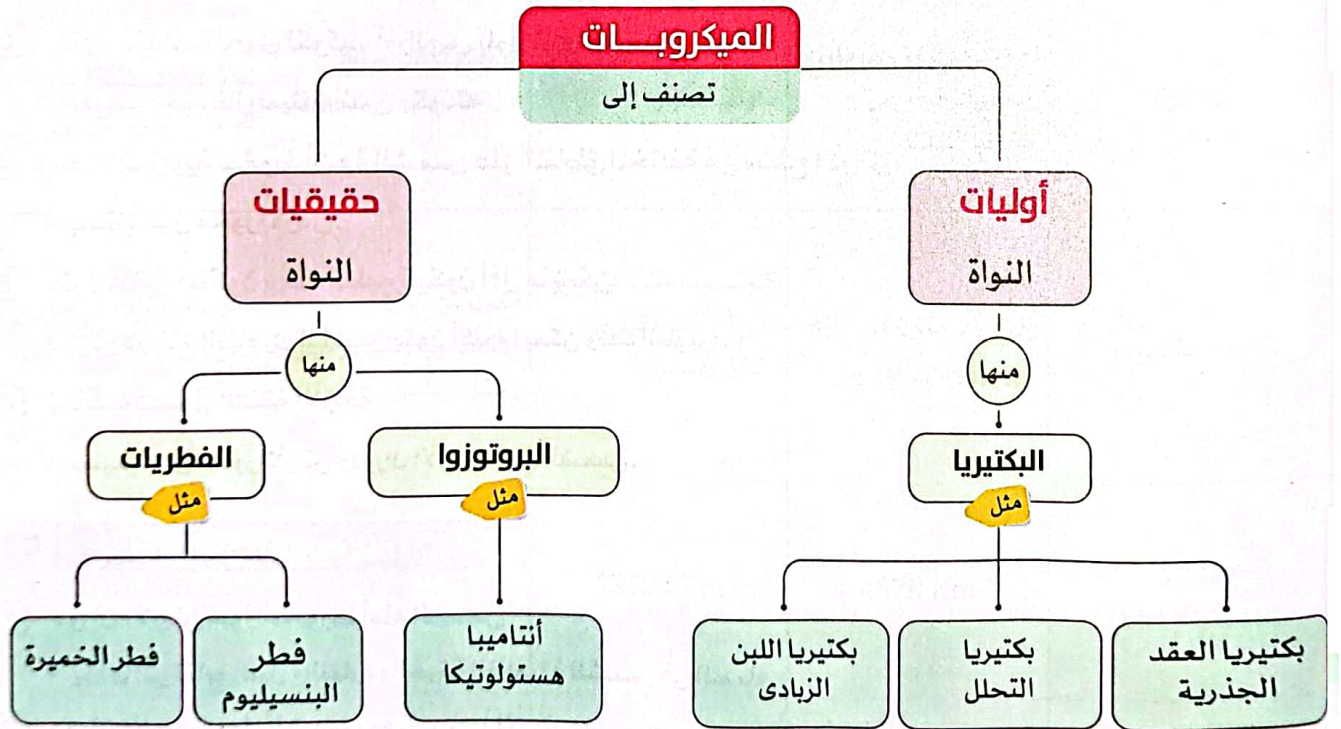 الميكروبـــات
تصنف إلى
أوليات
النواة
حقيقيات
النواة
منها
منها
البكتيريا
البروتوزوا
الفطريات
مثل
مثل
مثل
بكتيريا العقد
الجذرية
بكتيريا
التحلل
بكتيريا اللبن
الزبادى
أنتاميبا
هستولوتيكا
فطر
البنسيليوم
فطر الخميرة